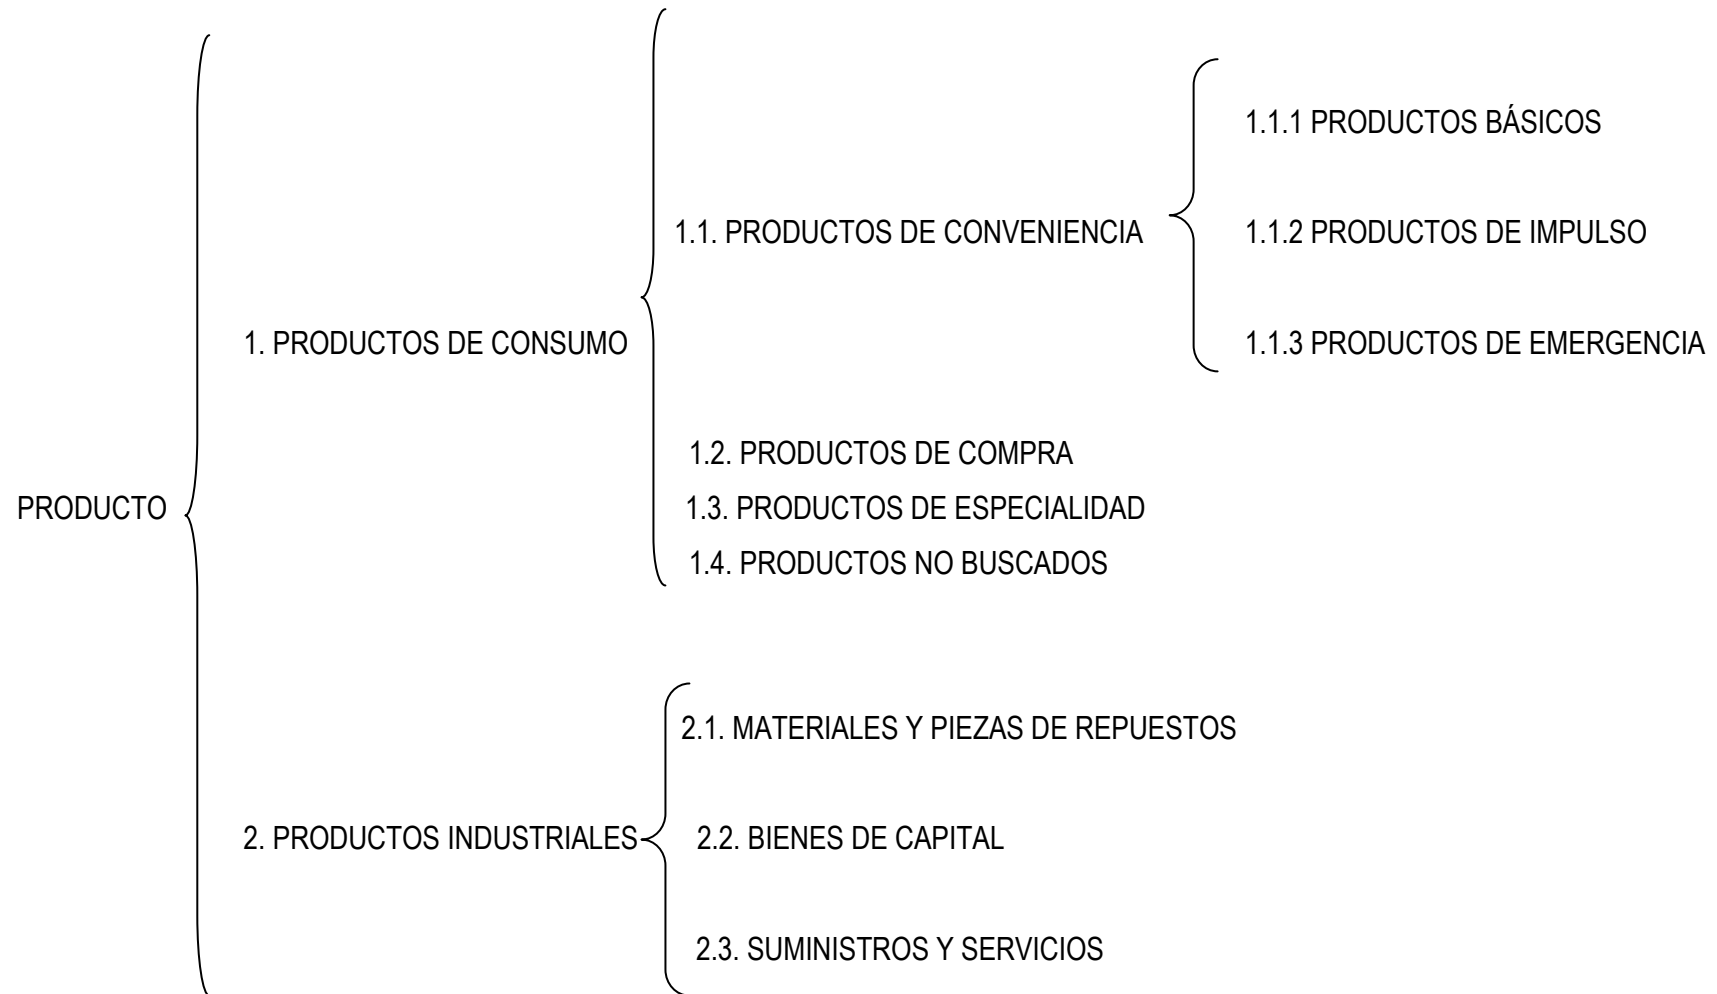 1.1.1 PRODUCTOS BÁSICOS
1.1. PRODUCTOS DE CONVENIENCIA
1.1.2 PRODUCTOS DE IMPULSO
1. PRODUCTOS DE CONSUMO
1.1.3 PRODUCTOS DE EMERGENCIA
1.2. PRODUCTOS DE COMPRA
PRODUCTO
1.3. PRODUCTOS DE ESPECIALIDAD
1.4. PRODUCTOS NO BUSCADOS
2.1. MATERIALES Y PIEZAS DE REPUESTOS
2. PRODUCTOS INDUSTRIALES
2.2. BIENES DE CAPITAL
2.3. SUMINISTROS Y SERVICIOS